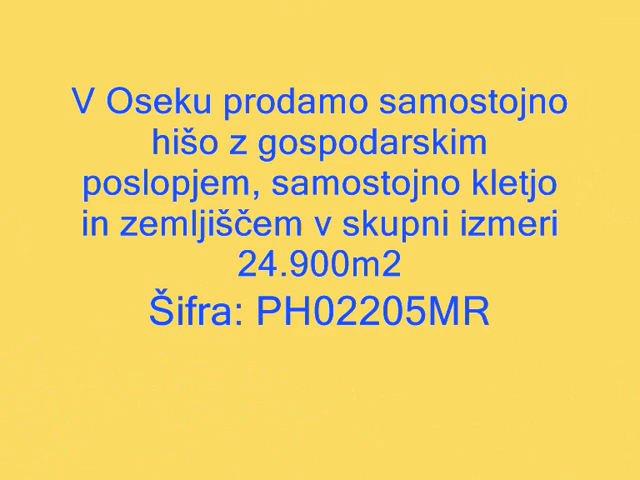 V Oseku prodamo samostojno
hišo z gospodarskim
poslopjem, samostojno kletjo
in zemljiščem v skupni izmeri
24.900m2
Šifra: PH02205MR